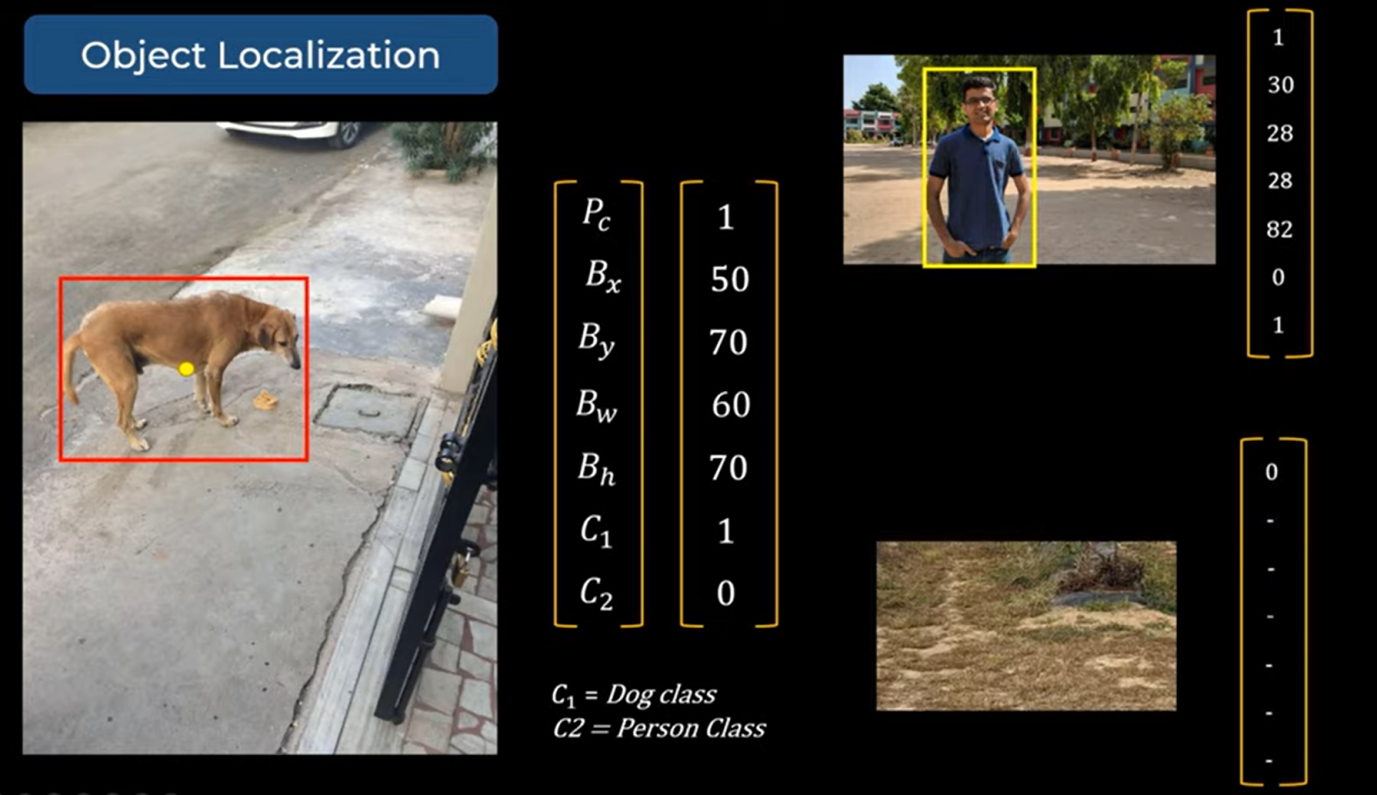 Object Localization
P_c
B_x
B_y
B_w
B_h
C_1
C_2
1
50
70
60
70
1
0
C_1 = Dog class
C2 = Person Class
1
30
28
28
82
0
1
0
-
-
-
-
-
-